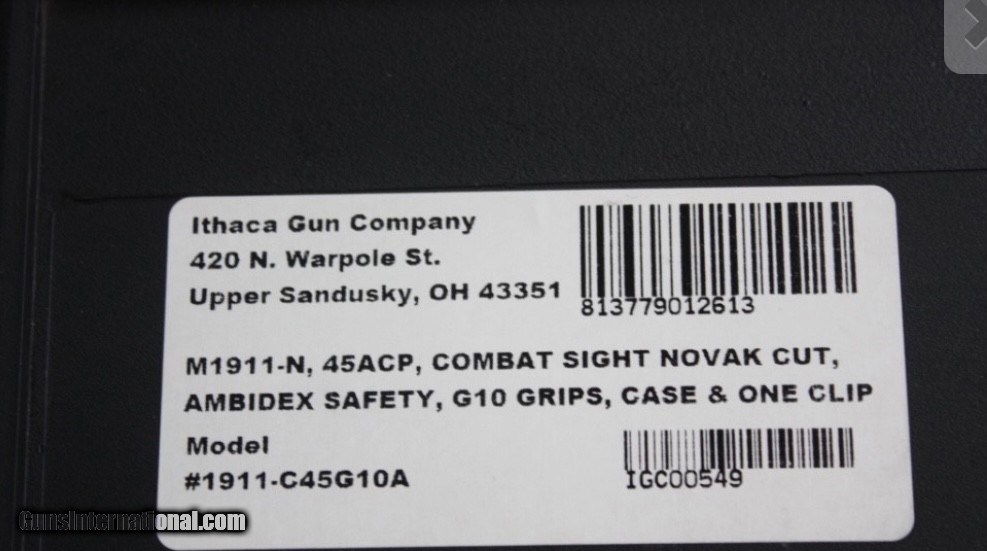 Ithaca Gun Company
420 N. Warpole St.
Upper Sandusky, OH 43351
813779012613
M1911-N, 45ACP, COMBAT SIGHT NOVAK CUT,
AMBIDEX SAFETY, G10 GRIPS, CASE & ONE CLIP
Model
#1911-C45G10A
IGC00549
GunsInternational.com